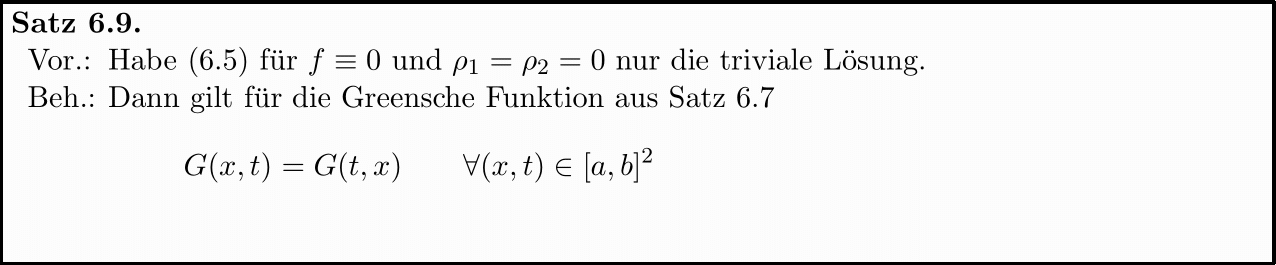 Satz 6.9.
Vor.: Habe (6.5) für f ≡ 0 und ρ₁ = ρ₂ = 0 nur die triviale Lösung.
Beh.: Dann gilt für die Greensche Funktion aus Satz 6.7
G(x, t) = G(t, x) ∀(x, t) ∈ [a, b]²